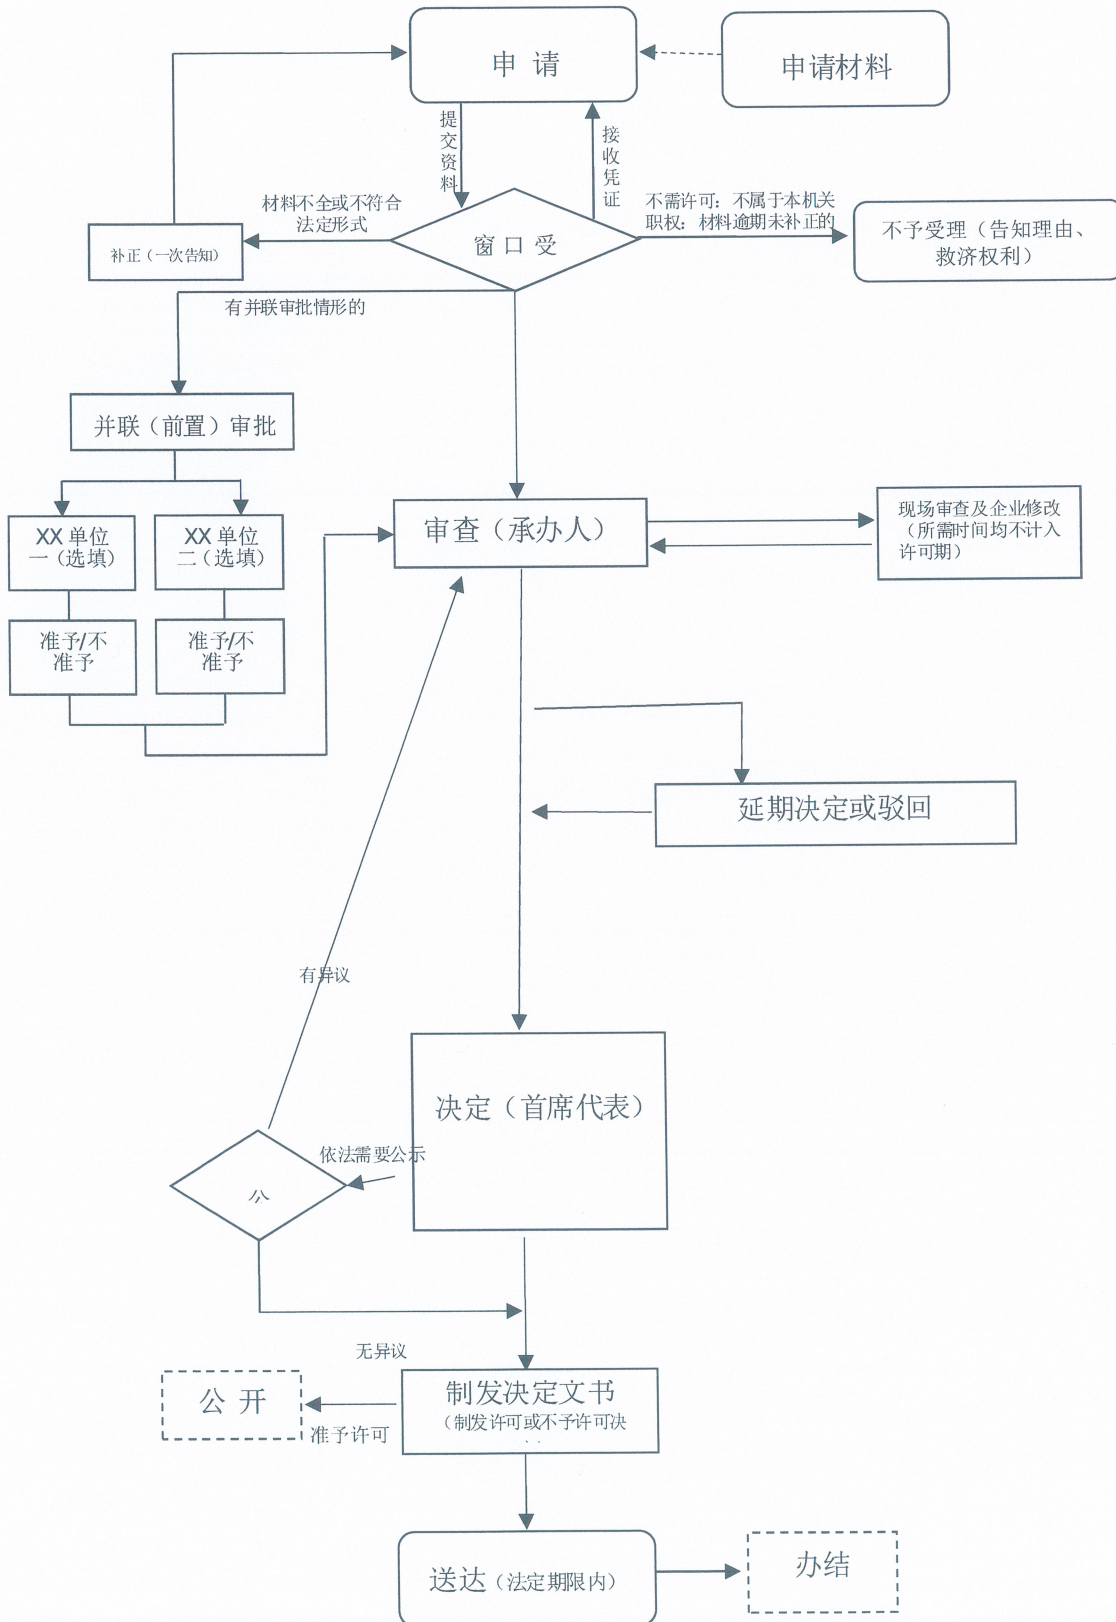 申 请
申请材料
提交资料
接收凭证
材料不全或不符合
法定形式
不需许可：不属于本机关
职权：材料逾期未补正的
补正（一次告知）
窗 口 受
不予受理（告知理由、
救济权利）
有并联审批情形的
并联（前置）审批
XX 单位
一（选填）
XX 单位
二（选填）
审查（承办人）
现场审查及企业修改
（所需时间均不计入
许可期）
准予/不
准予
准予/不
准予
延期决定或驳回
有异议
决定（首席代表）
依法需要公示
公
无异议
公 开
准予许可
制发决定文书
（制发许可或不予许可决
送达（法定期限内）
办结